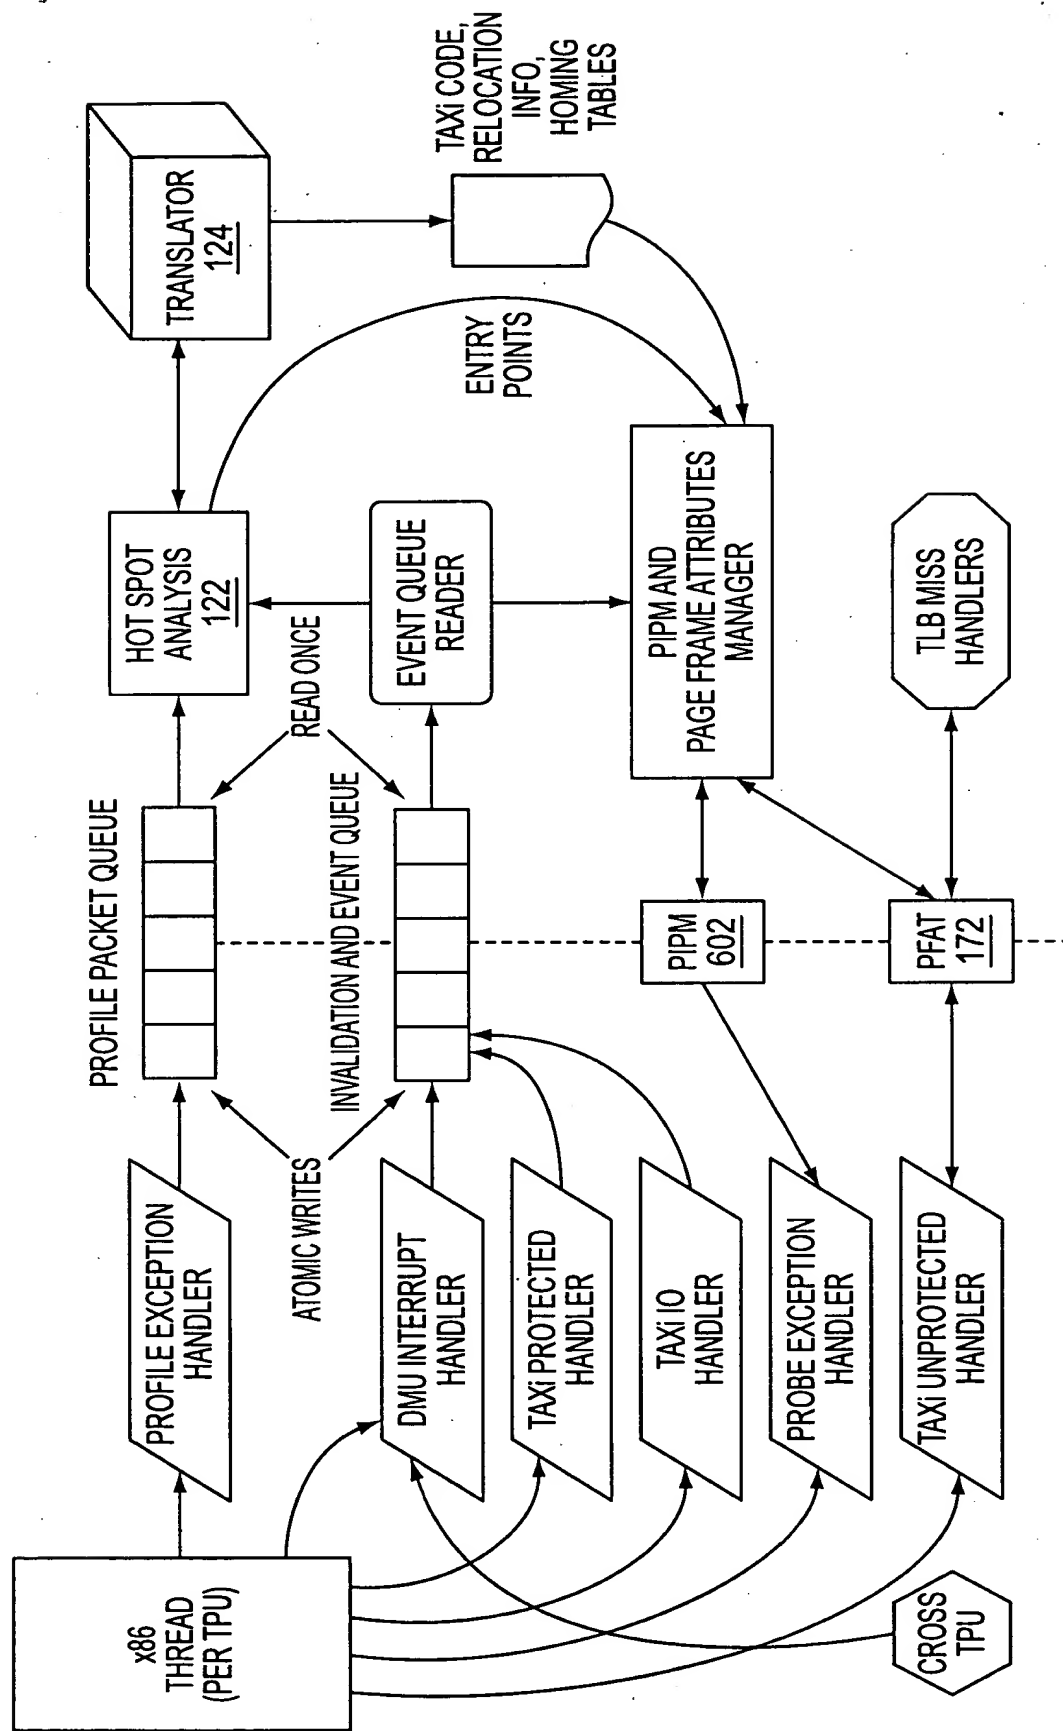 x86
THREAD
(PER TPU)
CROSS
TPU
PROFILE EXCEPTION
HANDLER
DMU INTERRUPT
HANDLER
TAXi PROTECTED
HANDLER
TAXi IO
HANDLER
PROBE EXCEPTION
HANDLER
TAXi UNPROTECTED
HANDLER
ATOMIC WRITES
PROFILE PACKET QUEUE
INVALIDATION AND EVENT QUEUE
READ ONCE
PIPM
602
PFAT
172
HOT SPOT
ANALYSIS
122
EVENT QUEUE
READER
PIPM AND
PAGE FRAME ATTRIBUTES
MANAGER
TLB MISS
HANDLERS
ENTRY
POINTS
TRANSLATOR
124
TAXi CODE,
RELOCATION
INFO,
HOMING
TABLES